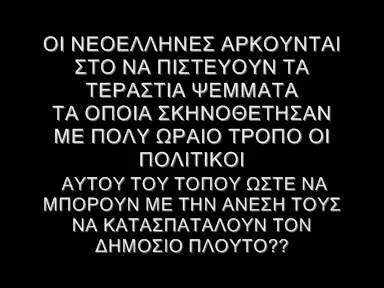 ΟΙ ΝΕΟΕΛΛΗΝΕΣ ΑΡΚΟΥΝΤΑΙ
ΣΤΟ ΝΑ ΠΙΣΤΕΥΟΥΝ ΤΑ
ΤΕΡΑΣΤΙΑ ΨΕΜΜΑΤΑ
ΤΑ ΟΠΟΙΑ ΣΚΗΝΟΘΕΤΗΣΑΝ
ΜΕ ΠΟΛΥ ΩΡΑΙΟ ΤΡΟΠΟ ΟΙ
ΠΟΛΙΤΙΚΟΙ
ΑΥΤΟΥ ΤΟΥ ΤΟΠΟΥ ΩΣΤΕ ΝΑ
ΜΠΟΡΟΥΝ ΜΕ ΤΗΝ ΑΝΕΣΗ ΤΟΥΣ
ΝΑ ΚΑΤΑΣΠΑΤΑΛΟΥΝ ΤΟΝ
ΔΗΜΟΣΙΟ ΠΛΟΥΤΟ??